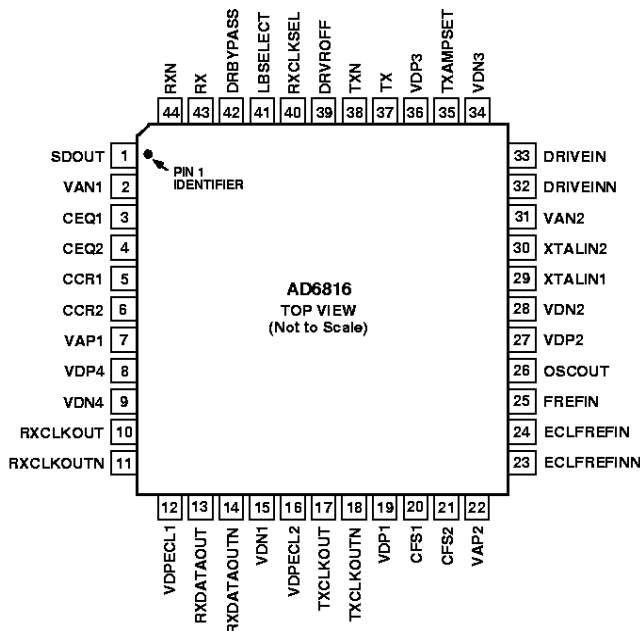 RXN
RX
DRBYPASS
LBSELECT
RXCLKSEL
DRVROFF
TXN
TX
VDP3
TXAMPSET
VDN3
44 43 42 41 40 39 38 37 36 35 34
SDOUT 1
VAN1 2
CEQ1 3
CEQ2 4
CCR1 5
CCR2 6
VAP1 7
VDP4 8
VDN4 9
RXCLKOUT 10
RXCLKOUTN 11
PIN 1
IDENTIFIER
AD6816
TOP VIEW
(Not to Scale)
33 DRIVEIN
32 DRIVEINN
31 VAN2
30 XTALIN2
29 XTALIN1
28 VDN2
27 VDP2
26 OSCOUT
25 FREFIN
24 ECLFREFIN
23 ECLFREFINN
12 13 14 15 16 17 18 19 20 21 22
VDPECL1
RXDATAOUT
RXDATAOUTN
VDN1
VDPECL2
TXCLKOUT
TXCLKOUTN
VDP1
CFS1
CFS2
VAP2